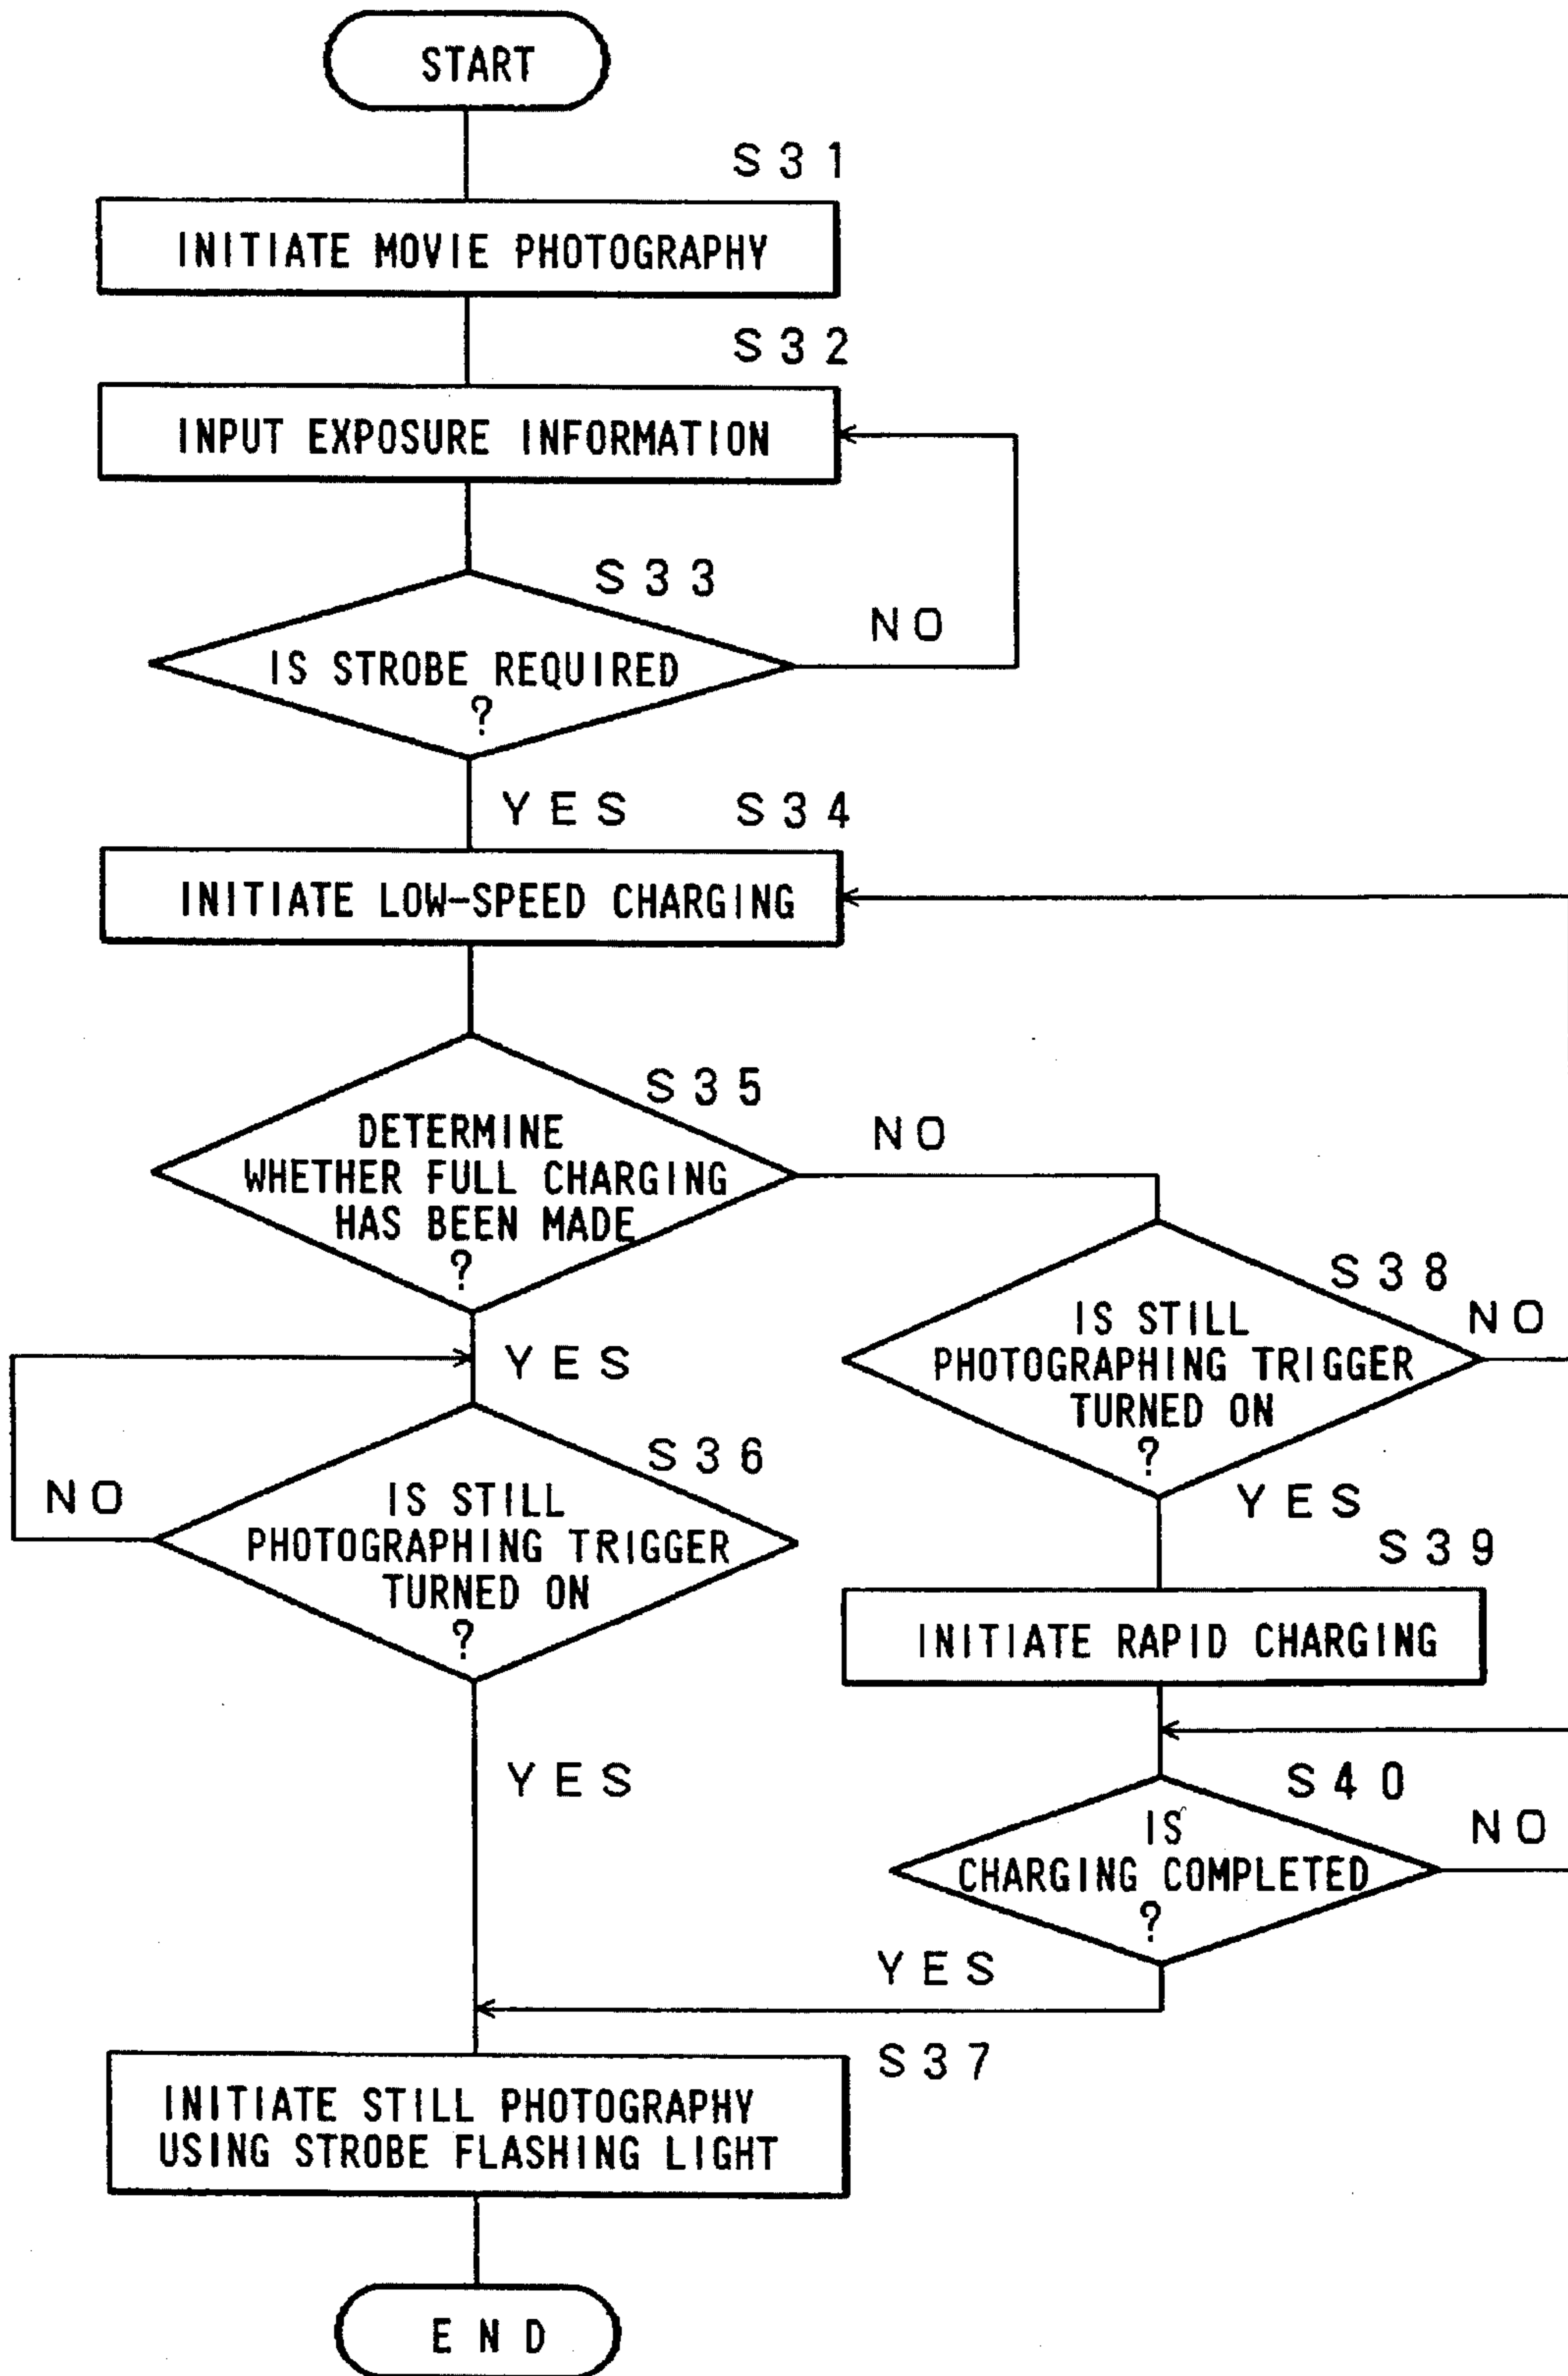 START
S31
INITIATE MOVIE PHOTOGRAPHY
S32
INPUT EXPOSURE INFORMATION
S33
IS STROBE REQUIRED
?
NO
YES
S34
INITIATE LOW-SPEED CHARGING
S35
DETERMINE
WHETHER FULL CHARGING
HAS BEEN MADE
?
NO
YES
S38
IS STILL
PHOTOGRAPHING TRIGGER
TURNED ON
?
NO
YES
S36
IS STILL
PHOTOGRAPHING TRIGGER
TURNED ON
?
NO
YES
S39
INITIATE RAPID CHARGING
S40
IS
CHARGING COMPLETED
?
NO
YES
S37
INITIATE STILL PHOTOGRAPHY
USING STROBE FLASHING LIGHT
END